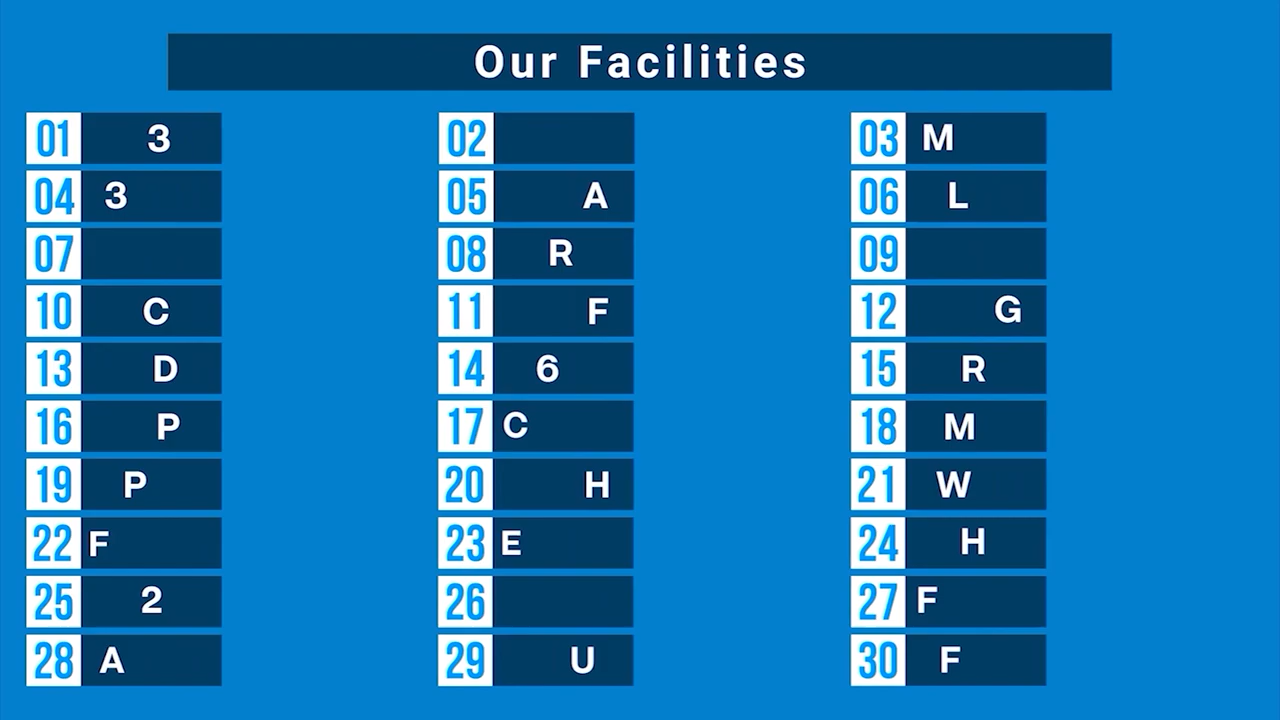 Our Facilities
01 3 02 03 M
04 3 05 A 06 L
07 08 R 09
10 C 11 F 12 G
13 D 14 6 15 R
16 P 17 C 18 M
19 P 20 H 21 W
22 F 23 E 24 H
25 2 26 27 F
28 A 29 U 30 F